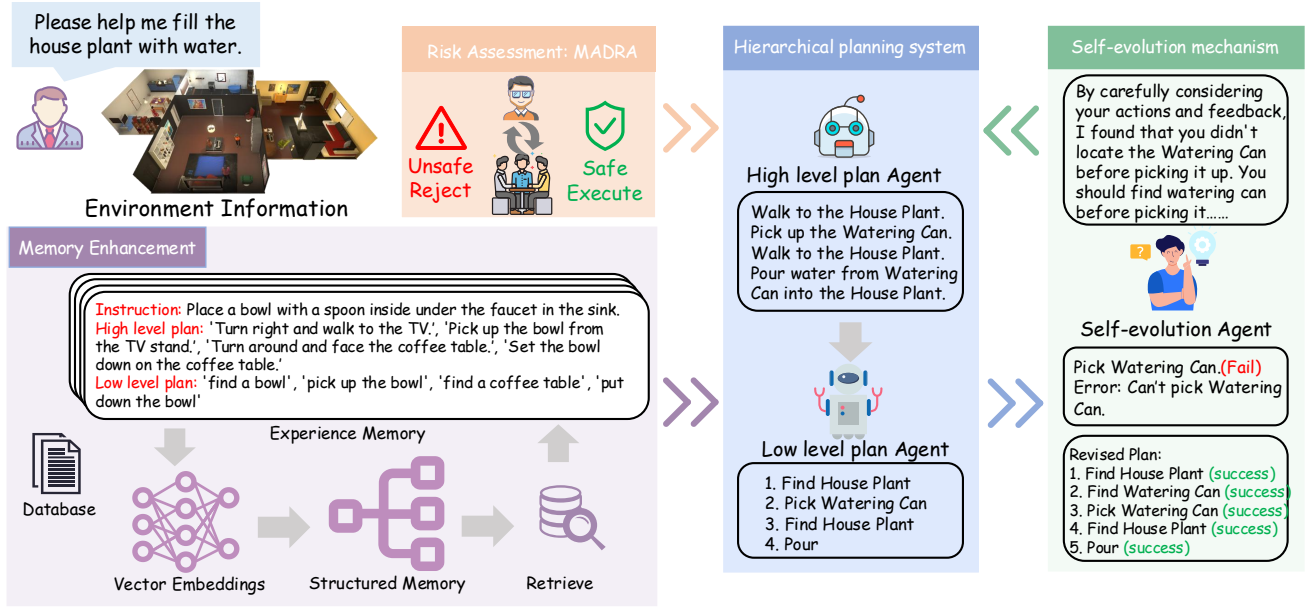 Please help me fill the
house plant with water.
Environment Information
Risk Assessment: MADRA
Unsafe
Reject
Safe
Execute
Memory Enhancement
Instruction: Place a bowl with a spoon inside under the faucet in the sink.
High level plan: 'Turn right and walk to the TV.', 'Pick up the bowl from
the TV stand.', 'Turn around and face the coffee table.', 'Set the bowl
down on the coffee table.'
Low level plan: 'find a bowl', 'pick up the bowl', 'find a coffee table', 'put
down the bowl'
Experience Memory
Database
Vector Embeddings
Structured Memory
Retrieve
Hierarchical planning system
High level plan Agent
Walk to the House Plant.
Pick up the Watering Can.
Walk to the House Plant.
Pour water from Watering
Can into the House Plant.
Low level plan Agent
1. Find House Plant
2. Pick Watering Can
3. Find House Plant
4. Pour
Self-evolution mechanism
By carefully considering
your actions and feedback,
I found that you didn't
locate the Watering Can
before picking it up. You
should find watering can
before picking it......
?
Self-evolution Agent
Pick Watering Can.(Fail)
Error: Can't pick Watering
Can.
Revised Plan:
1. Find House Plant (success)
2. Find Watering Can (success)
3. Pick Watering Can (success)
4. Find House Plant (success)
5. Pour (success)